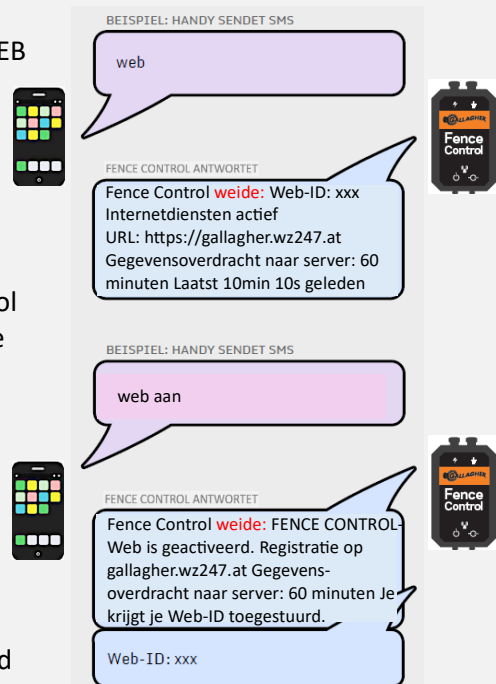 BEISPIEL: HANDY SENDET SMS
EB
web
GALLAGHER
Fence
Control
FENCE CONTROL ANTWORTET
Fence Control weide: Web-ID: xxx
Internetdiensten actief
URL: https://gallagher.wz247.at
Gegevensoverdracht naar server: 60
minuten Laatst 10min 10s geleden
ol
e
BEISPIEL: HANDY SENDET SMS
web aan
GALLAGHER
Fence
Control
FENCE CONTROL ANTWORTET
Fence Control weide: FENCE CONTROL-
Web is geactiveerd. Registratie op
gallagher.wz247.at Gegevens-
overdracht naar server: 60 minuten Je
krijgt je Web-ID toegestuurd.
d
Web-ID: xxx